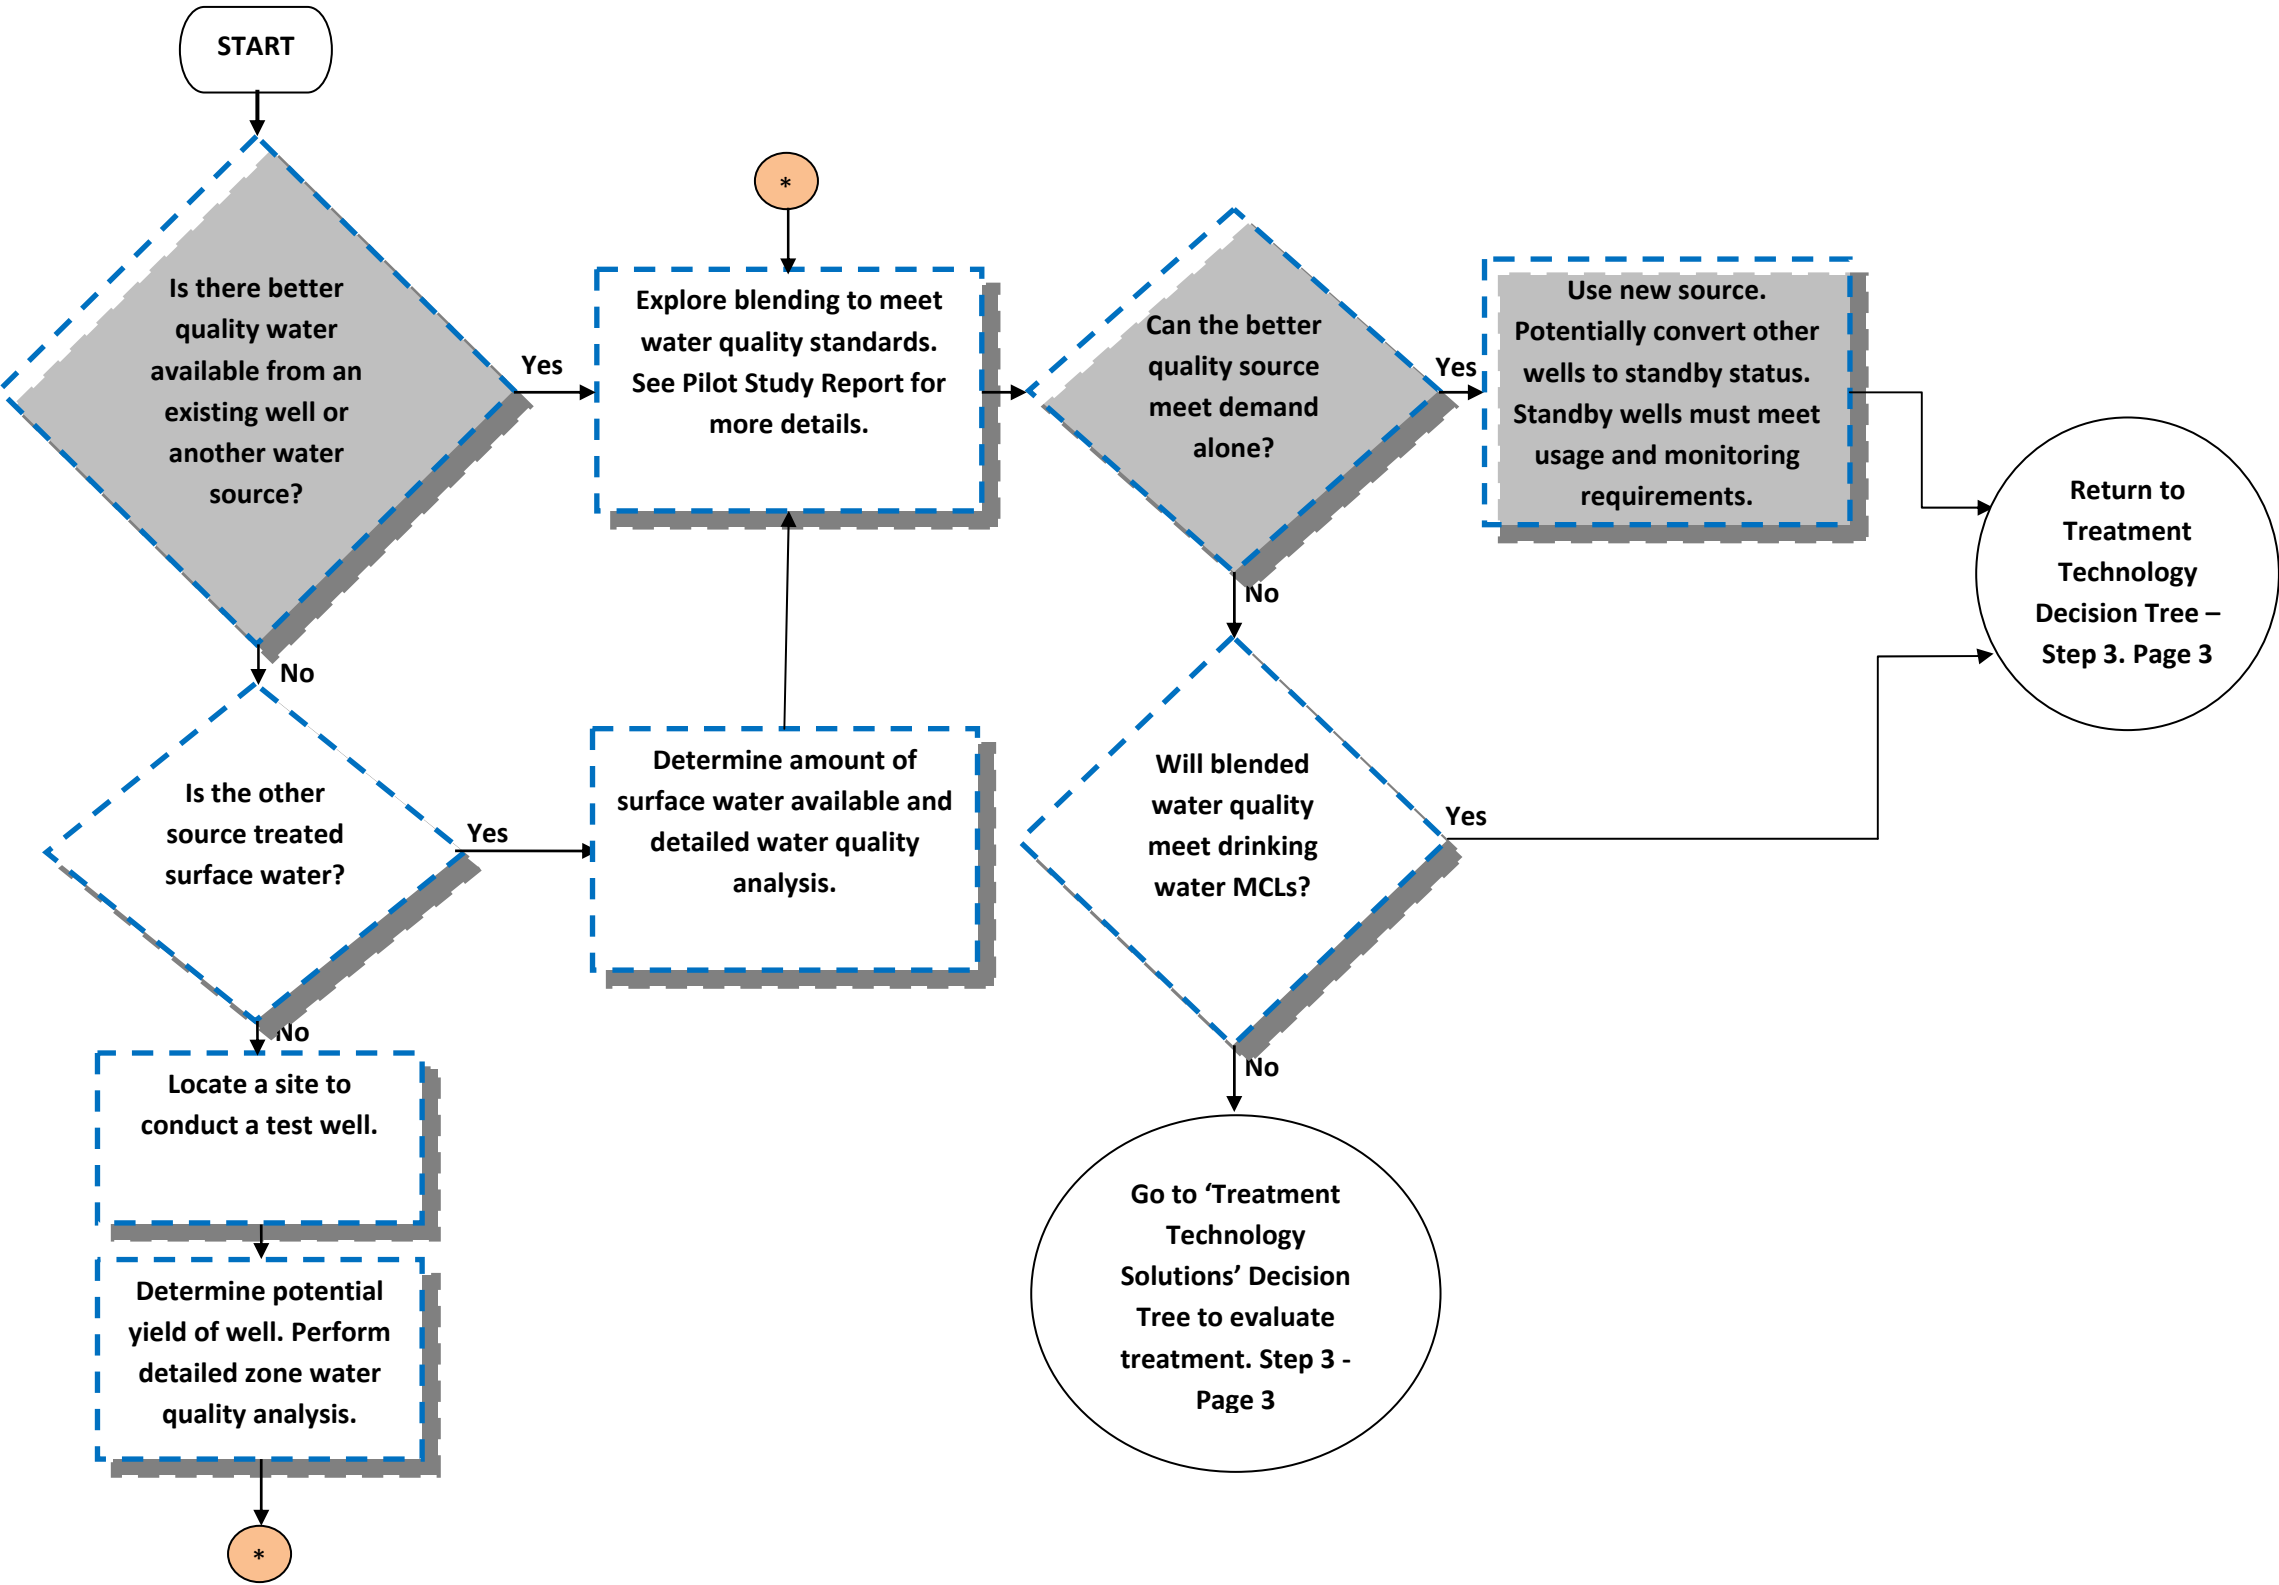 START
Is there better
quality water
available from an
existing well or
another water
source?
Yes
No
*
Explore blending to meet
water quality standards.
See Pilot Study Report for
more details.
Can the better
quality source
meet demand
alone?
Yes
No
Use new source.
Potentially convert other
wells to standby status.
Standby wells must meet
usage and monitoring
requirements.
Return to
Treatment
Technology
Decision Tree –
Step 3. Page 3
Is the other
source treated
surface water?
Yes
No
Determine amount of
surface water available and
detailed water quality
analysis.
Will blended
water quality
meet drinking
water MCLs?
Yes
No
Locate a site to
conduct a test well.
Determine potential
yield of well. Perform
detailed zone water
quality analysis.
*
Go to ‘Treatment
Technology
Solutions’ Decision
Tree to evaluate
treatment. Step 3 -
Page 3